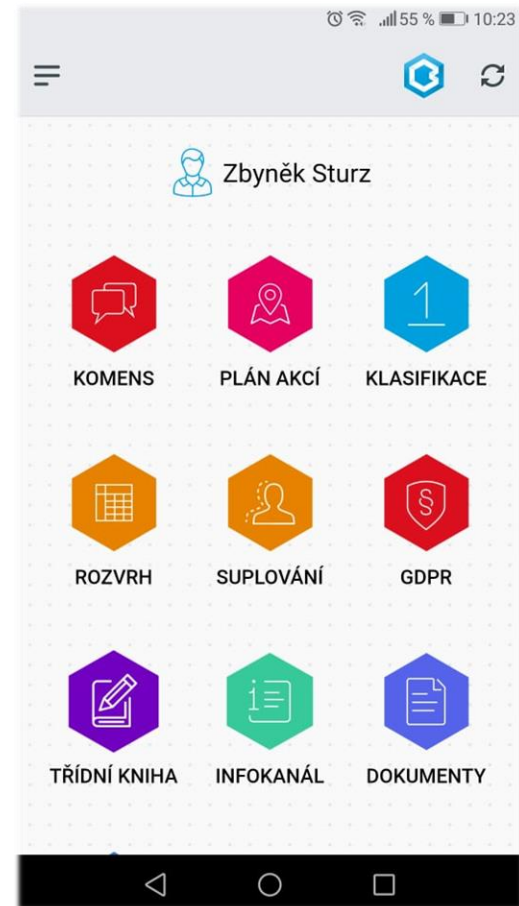 55 % 10:23
Zbyněk Sturz
KOMENS PLÁN AKCÍ KLASIFIKACE
1
§
ROZVRH SUPLOVÁNÍ GDPR
TŘÍDNÍ KNIHA INFOKANÁL DOKUMENTY